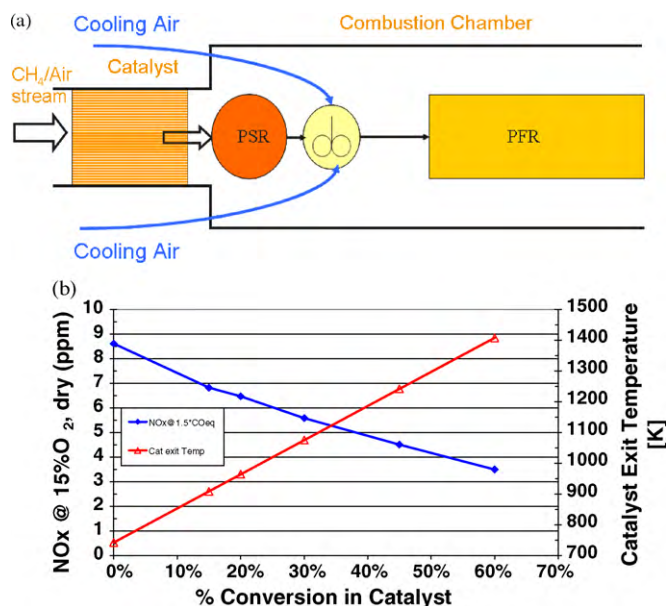 (a)
Cooling Air
Combustion Chamber
CH4/Air
stream
Catalyst
PSR
PFR
Cooling Air
(b)
NOx @ 15%O 2, dry (ppm)
10
9
8
7
6
5
4
3
2
1
0
NOx@1.5*COeq
Cat exit Temp
1500
1400
1300
1200
1100
1000
900
800
700
Catalyst Exit Temperature
[K]
0% 10% 20% 30% 40% 50% 60% 70%
% Conversion in Catalyst